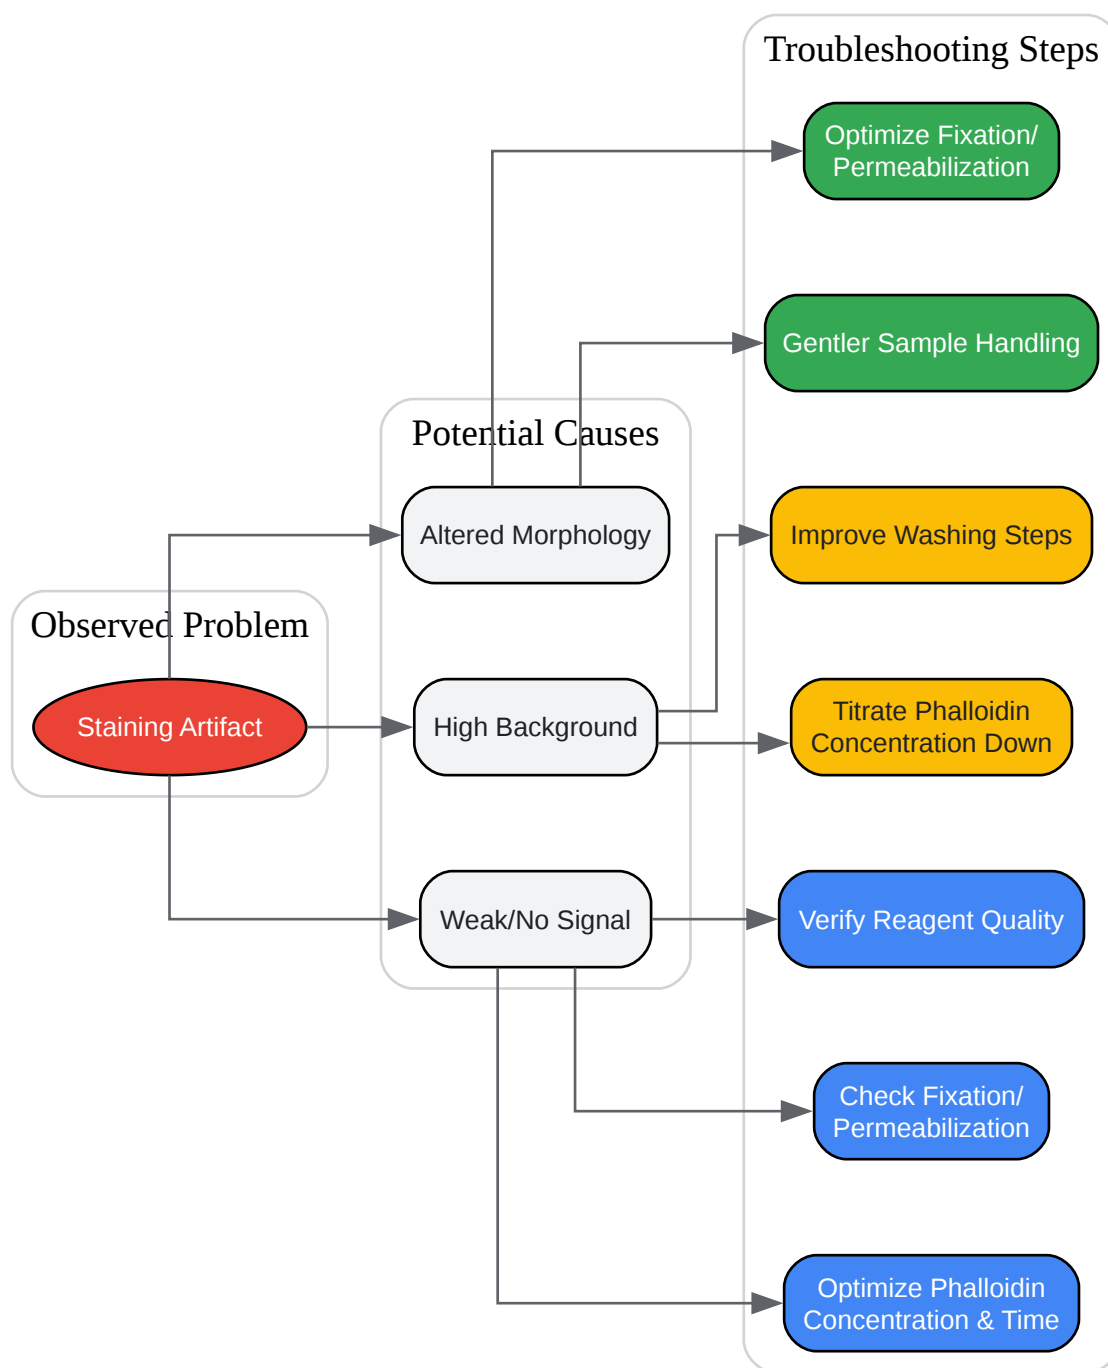 Troubleshooting Steps
Optimize Fixation/
Permeabilization
Gentler Sample Handling
Potential Causes
Altered Morphology
Improve Washing Steps
Observed Problem
Staining Artifact
High Background
Titrate Phalloidin
Concentration Down
Weak/No Signal
Verify Reagent Quality
Check Fixation/
Permeabilization
Optimize Phalloidin
Concentration & Time